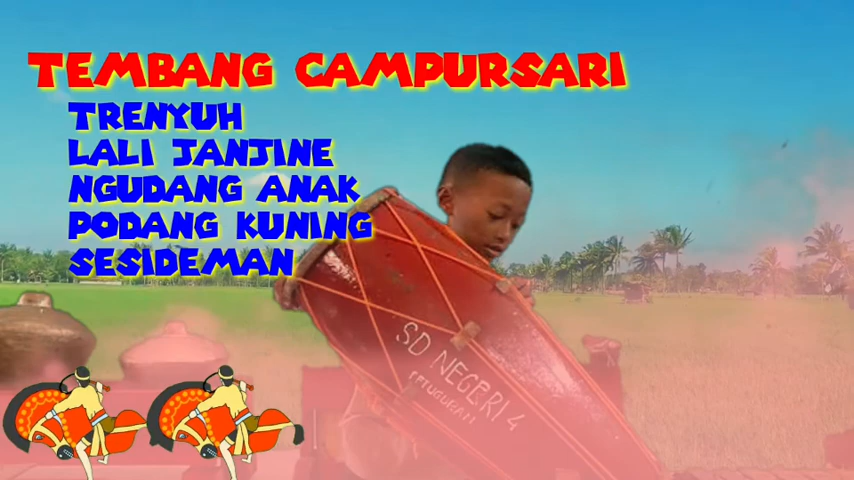 TEMBANG CAMPURSARI
TRENYUH
LALI JANJINE
NGUDANG ANAK
PODANG KUNING
SESIDEMAN
SD NEGERI 4